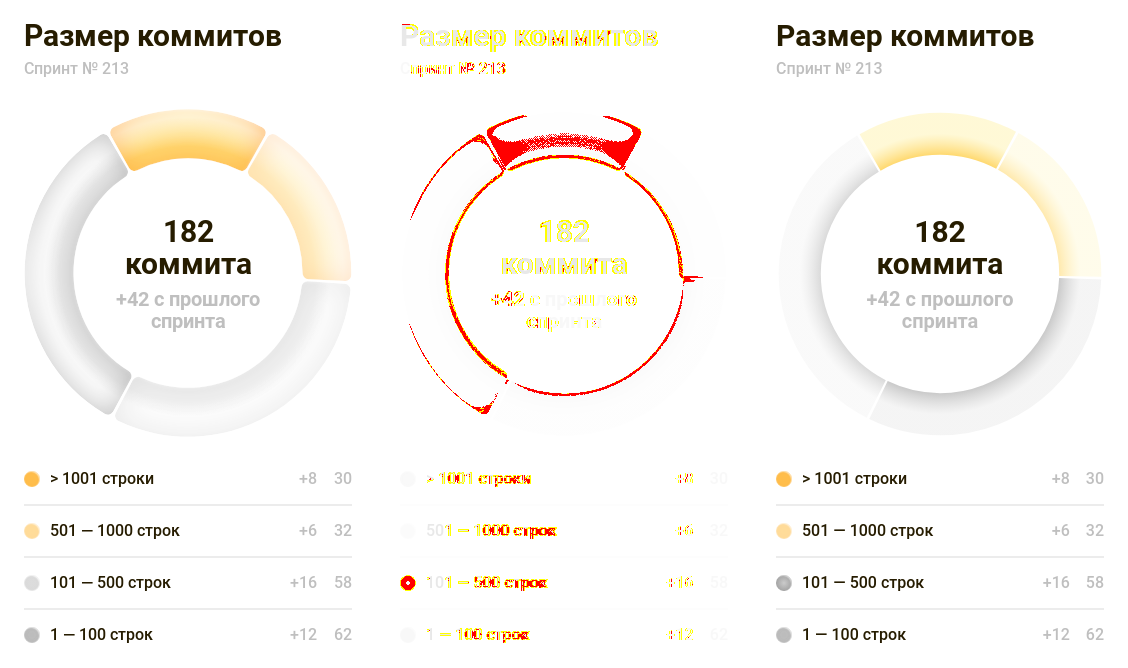 Размер коммитов
Спринт № 213
182
коммита
+42 с прошлого
спринта
> 1001 строки +8 30
501 — 1000 строк +6 32
101 — 500 строк +16 58
1 — 100 строк +12 62
Размер коммитов
Спринт № 213
182
коммита
+42 с прошлого
спринта
> 1001 строки +8 30
501 — 1000 строк +6 32
101 — 500 строк +16 58
1 — 100 строк +12 62
Размер коммитов
Спринт № 213
182
коммита
+42 с прошлого
спринта
> 1001 строки +8 30
501 — 1000 строк +6 32
101 — 500 строк +16 58
1 — 100 строк +12 62